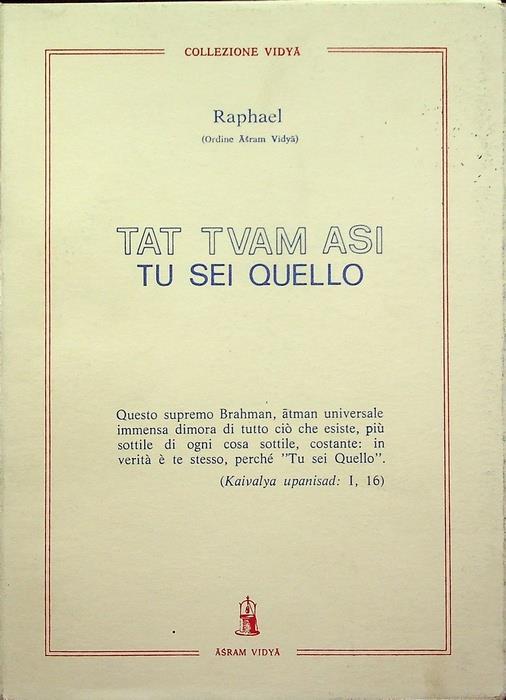 COLLEZIONE VIDYĀ
Raphael
(Ordine Āśram Vidyā)
TAT TVAM ASI
TU SEI QUELLO
Questo supremo Brahman, ātman universale
immensa dimora di tutto ciò che esiste, più
sottile di ogni cosa sottile, costante: in
verità è te stesso, perché "Tu sei Quello".
(Kaivalya upanisad: I, 16)
ĀŚRAM VIDYĀ